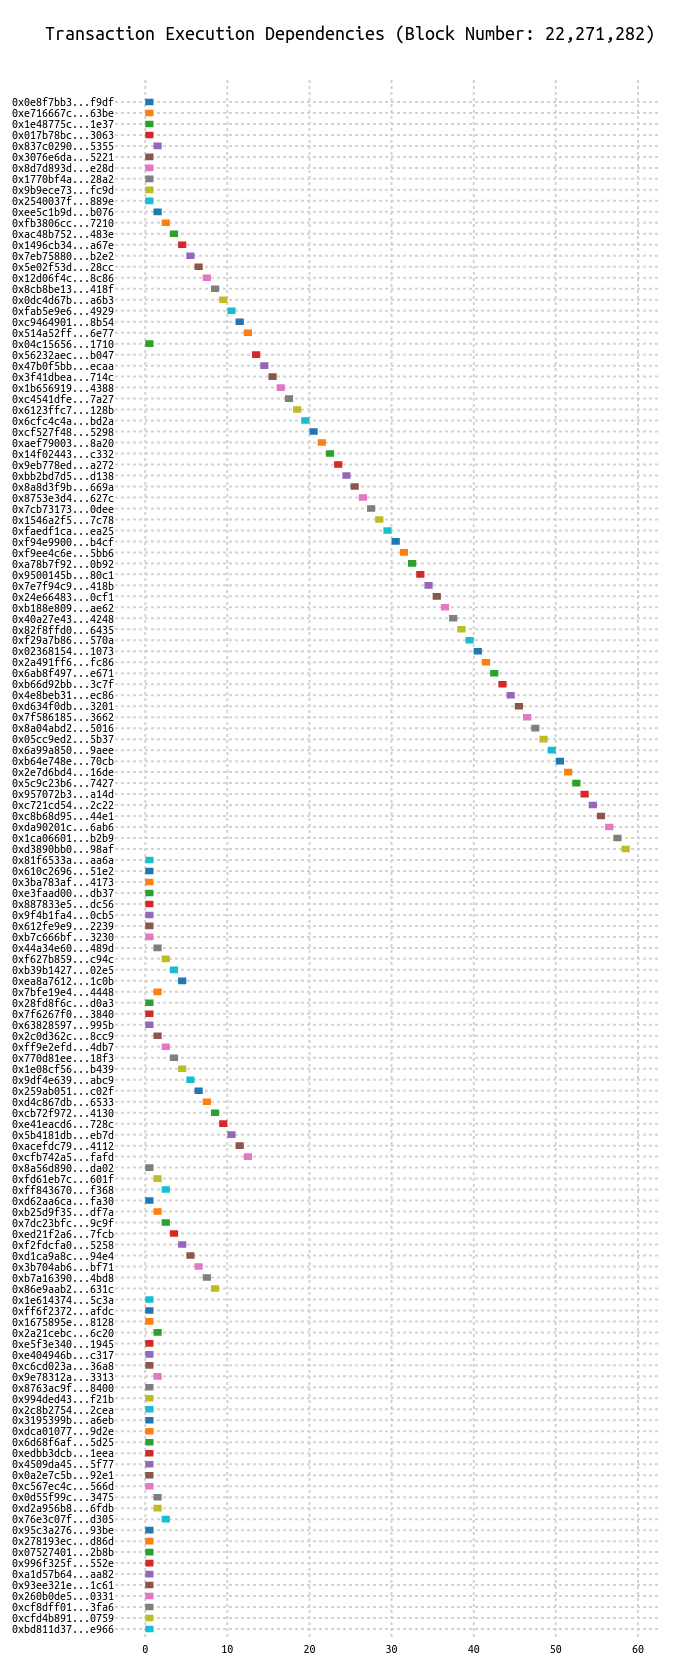 Transaction Execution Dependencies (Block Number: 22,271,282)
0x0e8f7bb3...f9df
0xe716667c...63be
0x1e48775c...1e37
0x017b78bc...3063
0x837c0290...5355
0x3076e6da...5221
0x8d7d893d...e28d
0x1770bf4a...28a2
0x9b9ece73...fc9d
0x2540037f...889e
0xee5c1b9d...b076
0xfb3806cc...7210
0xac48b752...483e
0x1496cb34...a67e
0x7eb75880...b2e2
0x5e02f53d...28cc
0x12d06f4c...8c86
0x8cb8be13...418f
0x0dc4d67b...a6b3
0xfab5e9e6...4929
0xc9464901...8b54
0x514a52ff...6e77
0x04c15656...1710
0x56232aec...b047
0x47b0f5bb...ecaa
0x3f41dbea...714c
0x1b656919...4388
0xc4541dfe...7a27
0x6123ffc7...128b
0x6cfc4c4a...bd2a
0xcf527f48...5298
0xaef79003...8a20
0x14f02443...c332
0x9eb778ed...a272
0xbb2bd7d5...d138
0x8a8d3f9b...669a
0x8753e3d4...627c
0x7cb73173...0dee
0x1546a2f5...7c78
0xfaedf1ca...ea25
0xf94e9900...b4cf
0xf9ee4c6e...5bb6
0xa78b7f92...0b92
0x9500145b...80c1
0x7e7f94c9...418b
0x24e66483...0cf1
0xb188e809...ae62
0x40a27e43...4248
0x82f8ffd0...6435
0xf29a7b86...570a
0x02368154...1073
0x2a491ff6...fc86
0x6ab8f497...e671
0xb66d92bb...3c7f
0x4e8beb31...ec86
0xd634f0db...3201
0x7f586185...3662
0x8a04abd2...5016
0x05cc9ed2...5b37
0x6a99a850...9aee
0xb64e748e...70cb
0x2e7d6bd4...16de
0x5c9c23b6...7427
0x957072b3...a14d
0xc721cd54...2c22
0xc8b68d95...44e1
0xda90201c...6ab6
0x1ca06601...b2b9
0xd3890bb0...98af
0x81f6533a...aa6a
0x610c2696...51e2
0x3ba783af...4173
0xe3faad00...db37
0x887833e5...dc56
0x9f4b1fa4...0cb5
0x612fe9e9...2239
0xb7c666bf...3230
0x44a34e60...489d
0xf627b859...c94c
0xb39b1427...02e5
0xea8a7612...1c0b
0x7bfe19e4...4448
0x28fd8f6c...d0a3
0x7f6267f0...3840
0x63828597...995b
0x2c0d362c...8cc9
0xff9e2efd...4db7
0x770d81ee...18f3
0x1e08cf56...b439
0x9df4e639...abc9
0x259ab051...c02f
0xd4c867db...6533
0xcb72f972...4130
0xe41eacd6...728c
0x5b4181db...eb7d
0xacefdc79...4112
0xcfb742a5...fafd
0x8a56d890...da02
0xfd61eb7c...601f
0xff843670...f368
0xd62aa6ca...fa30
0xb25d9f35...df7a
0x7dc23bfc...9c9f
0xed21f2a6...7fcb
0xf2fdcfa0...5258
0xd1ca9a8c...94e4
0x3b704ab6...bf71
0xb7a16390...4bd8
0x86e9aab2...631c
0x1e614374...5c3a
0xff6f2372...afdc
0x1675895e...8128
0x2a21cebc...6c20
0xe5f3e340...1945
0xe404946b...c317
0xc6cd023a...36a8
0x9e78312a...3313
0x8763ac9f...8400
0x994ded43...f21b
0x2c8b2754...2cea
0x3195399b...a6eb
0xdca01077...9d2e
0x6d68f6af...5d25
0xedbb3dcb...1eea
0x4509da45...5f77
0x0a2e7c5b...92e1
0xc567ec4c...566d
0x0d55f99c...3475
0xd2a956b8...6fdb
0x76e3c07f...d305
0x95c3a276...93be
0x278193ec...d86d
0x07527401...2b8b
0x996f325f...552e
0xa1d57b64...aa82
0x93ee321e...1c61
0x260b0de5...0331
0xcf8dff01...3fa6
0xcfd4b891...0759
0xbd811d37...e966
0 10 20 30 40 50 60